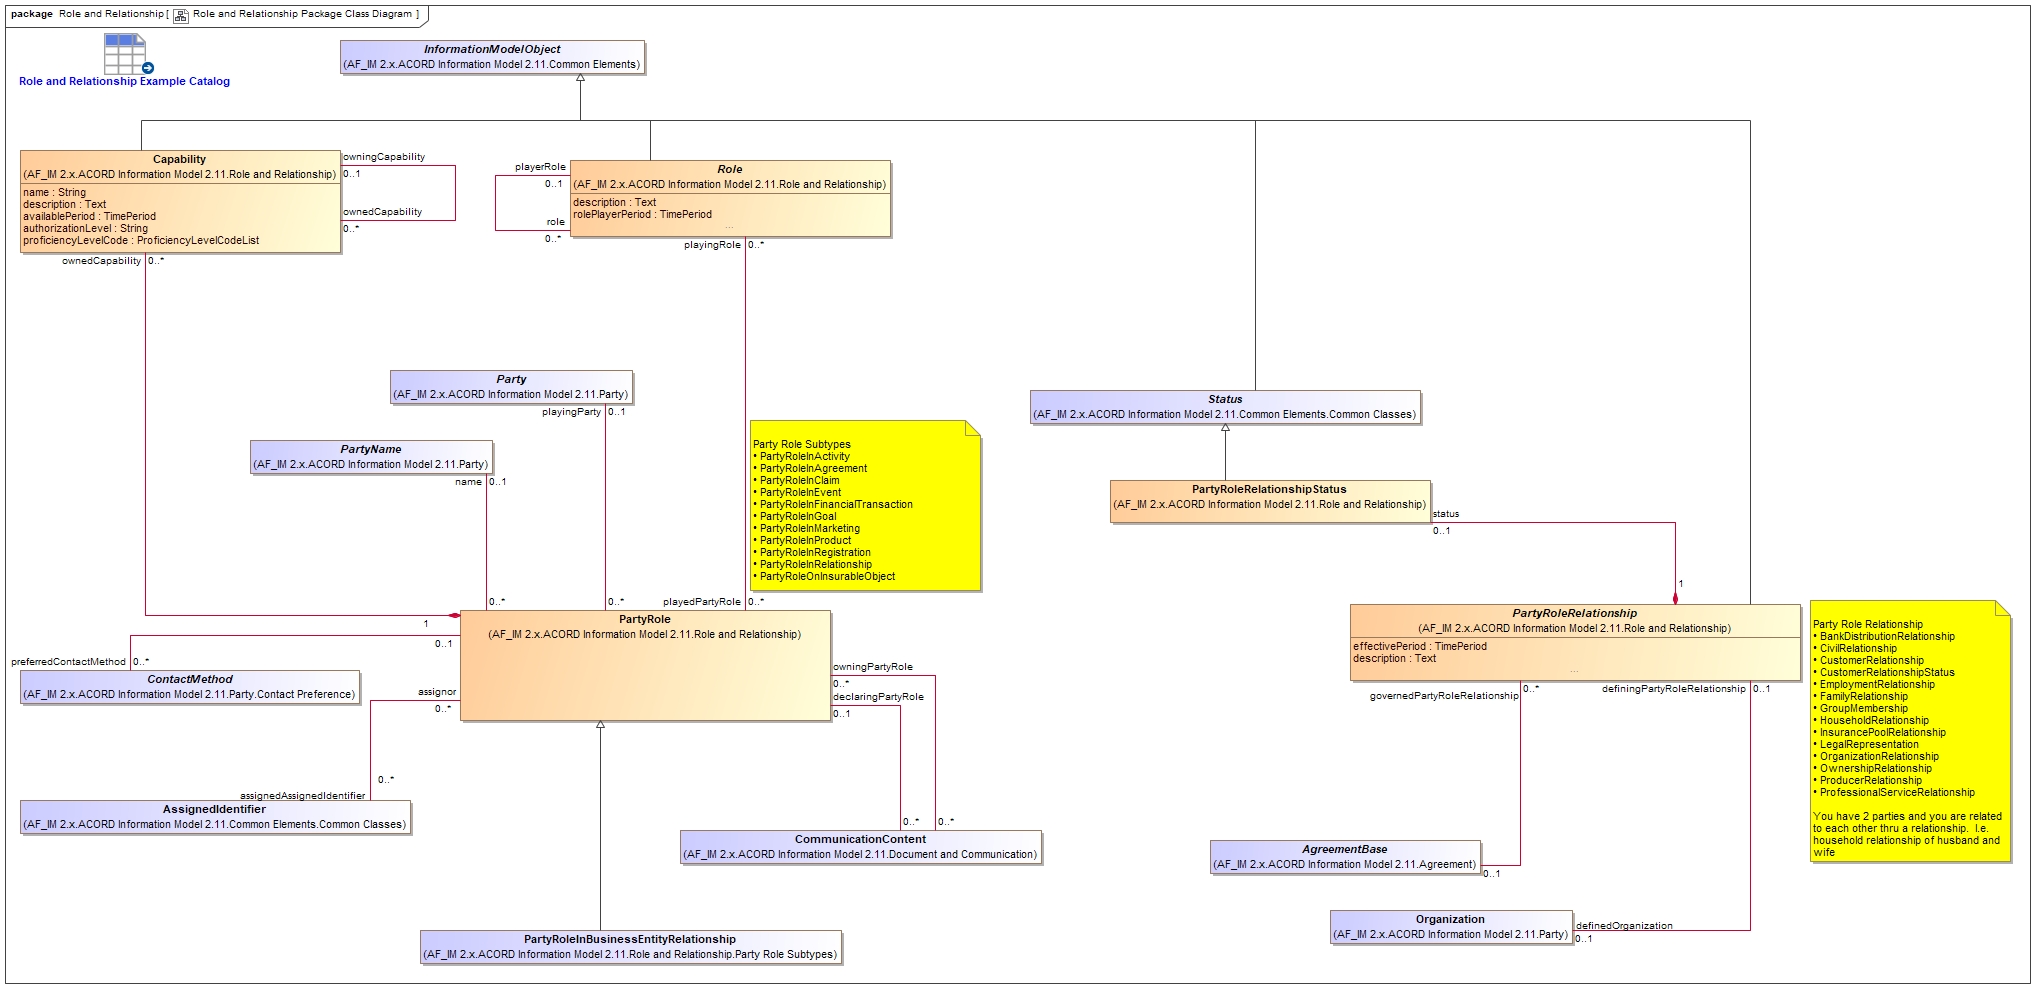 package Role and Relationship [ Role and Relationship Package Class Diagram ]
Role and Relationship Example Catalog
InformationModelObject
(AF_IM 2.x.ACORD Information Model 2.11.Common Elements)
Capability
(AF_IM 2.x.ACORD Information Model 2.11.Role and Relationship)
name : String
description : Text
availablePeriod : TimePeriod
authorizationLevel : String
proficiencyLevelCode : ProficiencyLevelCodeList
owningCapability
0..1
ownedCapability
0..*
ownedCapability 0..*
playerRole
0..1
role
0..*
Role
(AF_IM 2.x.ACORD Information Model 2.11.Role and Relationship)
description : Text
rolePlayerPeriod : TimePeriod
...
playingRole 0..*
Party
(AF_IM 2.x.ACORD Information Model 2.11.Party)
playingParty 0..1
PartyName
(AF_IM 2.x.ACORD Information Model 2.11.Party)
name 0..1
Party Role Subtypes
• PartyRoleInActivity
• PartyRoleInAgreement
• PartyRoleInClaim
• PartyRoleInEvent
• PartyRoleInFinancialTransaction
• PartyRoleInGoal
• PartyRoleInMarketing
• PartyRoleInProduct
• PartyRoleInRegistration
• PartyRoleInRelationship
• PartyRoleOnInsurableObject
Status
(AF_IM 2.x.ACORD Information Model 2.11.Common Elements.Common Classes)
PartyRoleRelationshipStatus
(AF_IM 2.x.ACORD Information Model 2.11.Role and Relationship)
status
0..1
1
0..*
0..*
playedPartyRole 0..*
1
0..1
PartyRole
(AF_IM 2.x.ACORD Information Model 2.11.Role and Relationship)
preferredContactMethod 0..*
ContactMethod
(AF_IM 2.x.ACORD Information Model 2.11.Party.Contact Preference)
assignor
0..*
0..*
assignedAssignedIdentifier
AssignedIdentifier
(AF_IM 2.x.ACORD Information Model 2.11.Common Elements.Common Classes)
owningPartyRole
0..*
declaringPartyRole
0..1
0..* 0..*
CommunicationContent
(AF_IM 2.x.ACORD Information Model 2.11.Document and Communication)
PartyRoleInBusinessEntityRelationship
(AF_IM 2.x.ACORD Information Model 2.11.Role and Relationship.Party Role Subtypes)
PartyRoleRelationship
(AF_IM 2.x.ACORD Information Model 2.11.Role and Relationship)
effectivePeriod : TimePeriod
description : Text
...
governedPartyRoleRelationship 0..*
definingPartyRoleRelationship 0..1
AgreementBase
(AF_IM 2.x.ACORD Information Model 2.11.Agreement)
0..1
Organization
(AF_IM 2.x.ACORD Information Model 2.11.Party)
definedOrganization
0..1
Party Role Relationship
• BankDistributionRelationship
• CivilRelationship
• CustomerRelationship
• CustomerRelationshipStatus
• EmploymentRelationship
• FamilyRelationship
• GroupMembership
• HouseholdRelationship
• InsurancePoolRelationship
• LegalRepresentation
• OrganizationRelationship
• OwnershipRelationship
• ProducerRelationship
• ProfessionalServiceRelationship
You have 2 parties and you are related
to each other thru a relationship. I.e.
household relationship of husband and
wife